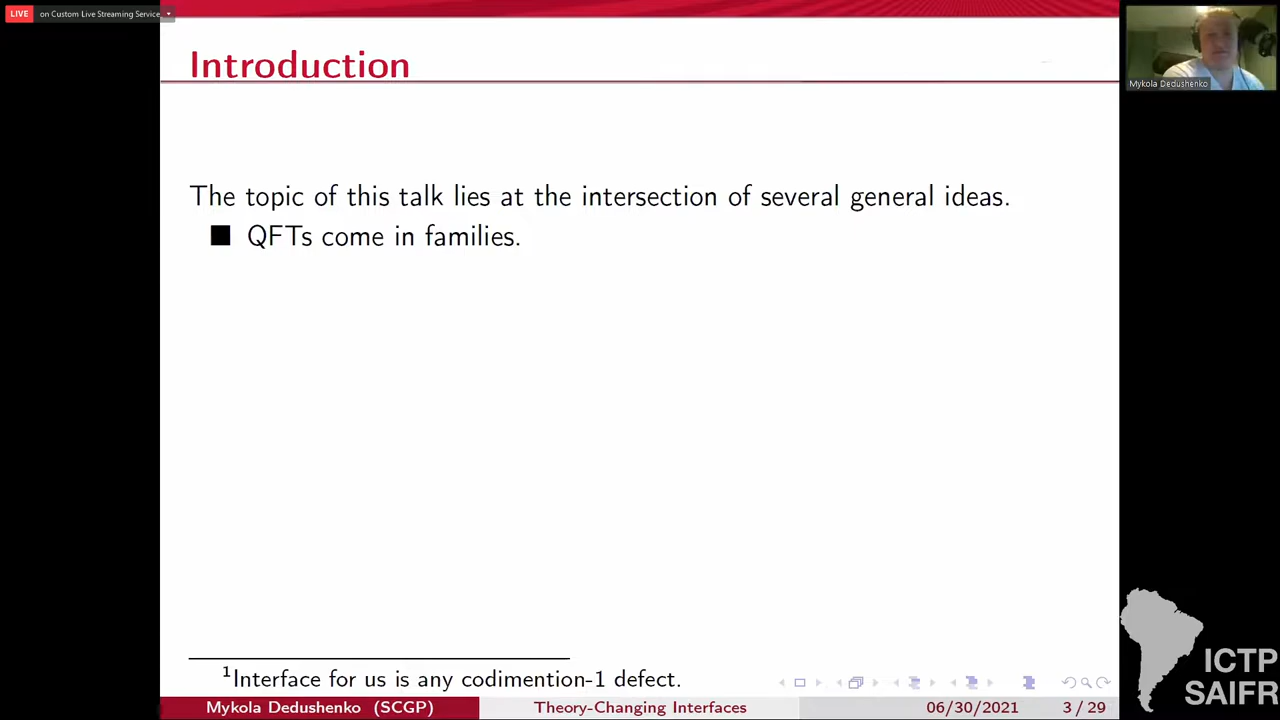 LIVE on Custom Live Streaming Service
Mykola Dedushenko
Introduction
The topic of this talk lies at the intersection of several general ideas.
■ QFTs come in families.
¹Interface for us is any codimention-1 defect.
Mykola Dedushenko (SCGP) Theory-Changing Interfaces 06/30/2021 3 / 29
ICTP
SAIFR